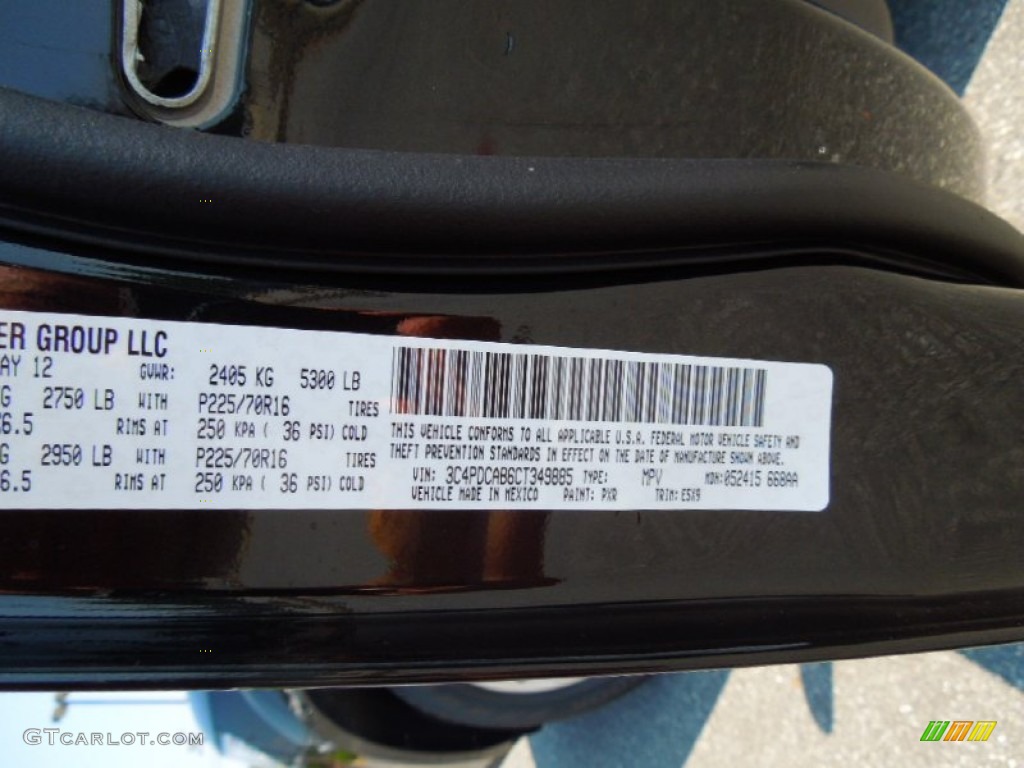 ER GROUP LLC
AY 12 GVWR: 2405 KG 5300 LB
G 2750 LB WITH P225/70R16 TIRES
6.5 RIMS AT 250 KPA ( 36 PSI) COLD
G 2950 LB WITH P225/70R16 TIRES
6.5 RIMS AT 250 KPA ( 36 PSI) COLD
THIS VEHICLE CONFORMS TO ALL APPLICABLE U.S.A. FEDERAL MOTOR VEHICLE SAFETY AND
THEFT PREVENTION STANDARDS IN EFFECT ON THE DATE OF MANUFACTURE SHOWN ABOVE.
VIN: 3C4PDCAB6CT349885 TYPE: MPV MDH: 052415 668AA
VEHICLE MADE IN MEXICO PAINT: PXR TRIM: E5X9
GTCARLOT.COM